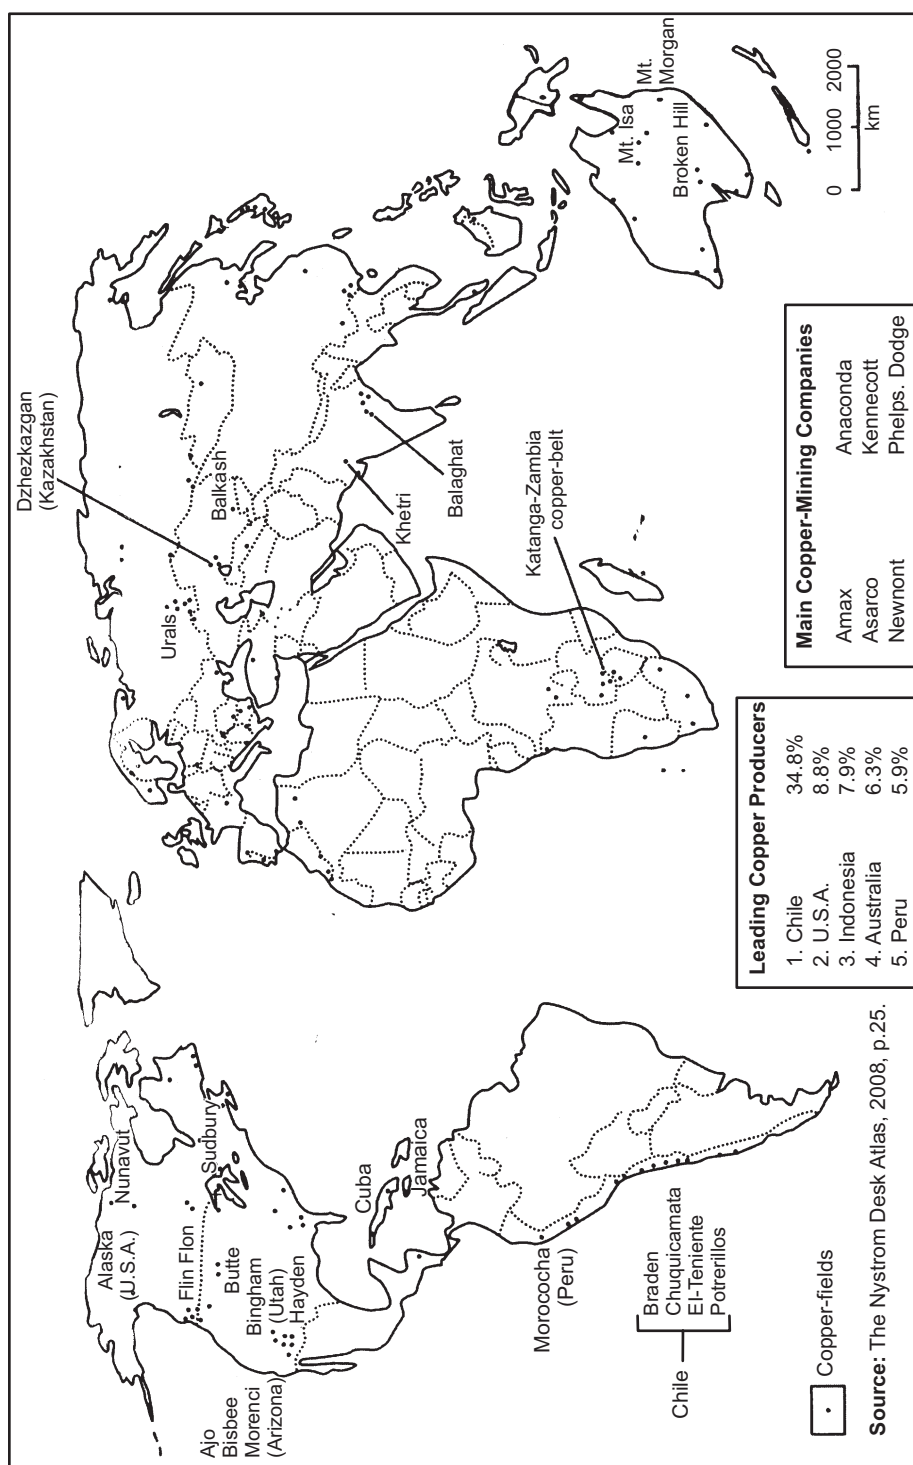 Alaska
(U.S.A.)
Nunavut
Flin Flon
Sudbury
Butte
Bingham
(Utah)
Hayden
Ajo
Bisbee
Morenci
(Arizona)
Cuba
Jamaica
Morococha
(Peru)
Chile
Braden
Chuquicamata
El-Teniente
Potrerillos
Dzhezkazgan
(Kazakhstan)
Urals
Balkash
Khetri
Balaghat
Katanga-Zambia
copper-belt
Mt. Isa
Mt.
Morgan
Broken Hill
0 1000 2000
km
Copper-fields
Source: The Nystrom Desk Atlas, 2008, p.25.
Leading Copper Producers
1. Chile 34.8%
2. U.S.A. 8.8%
3. Indonesia 7.9%
4. Australia 6.3%
5. Peru 5.9%
Main Copper-Mining Companies
Amax Anaconda
Asarco Kennecott
Newnont Phelps. Dodge